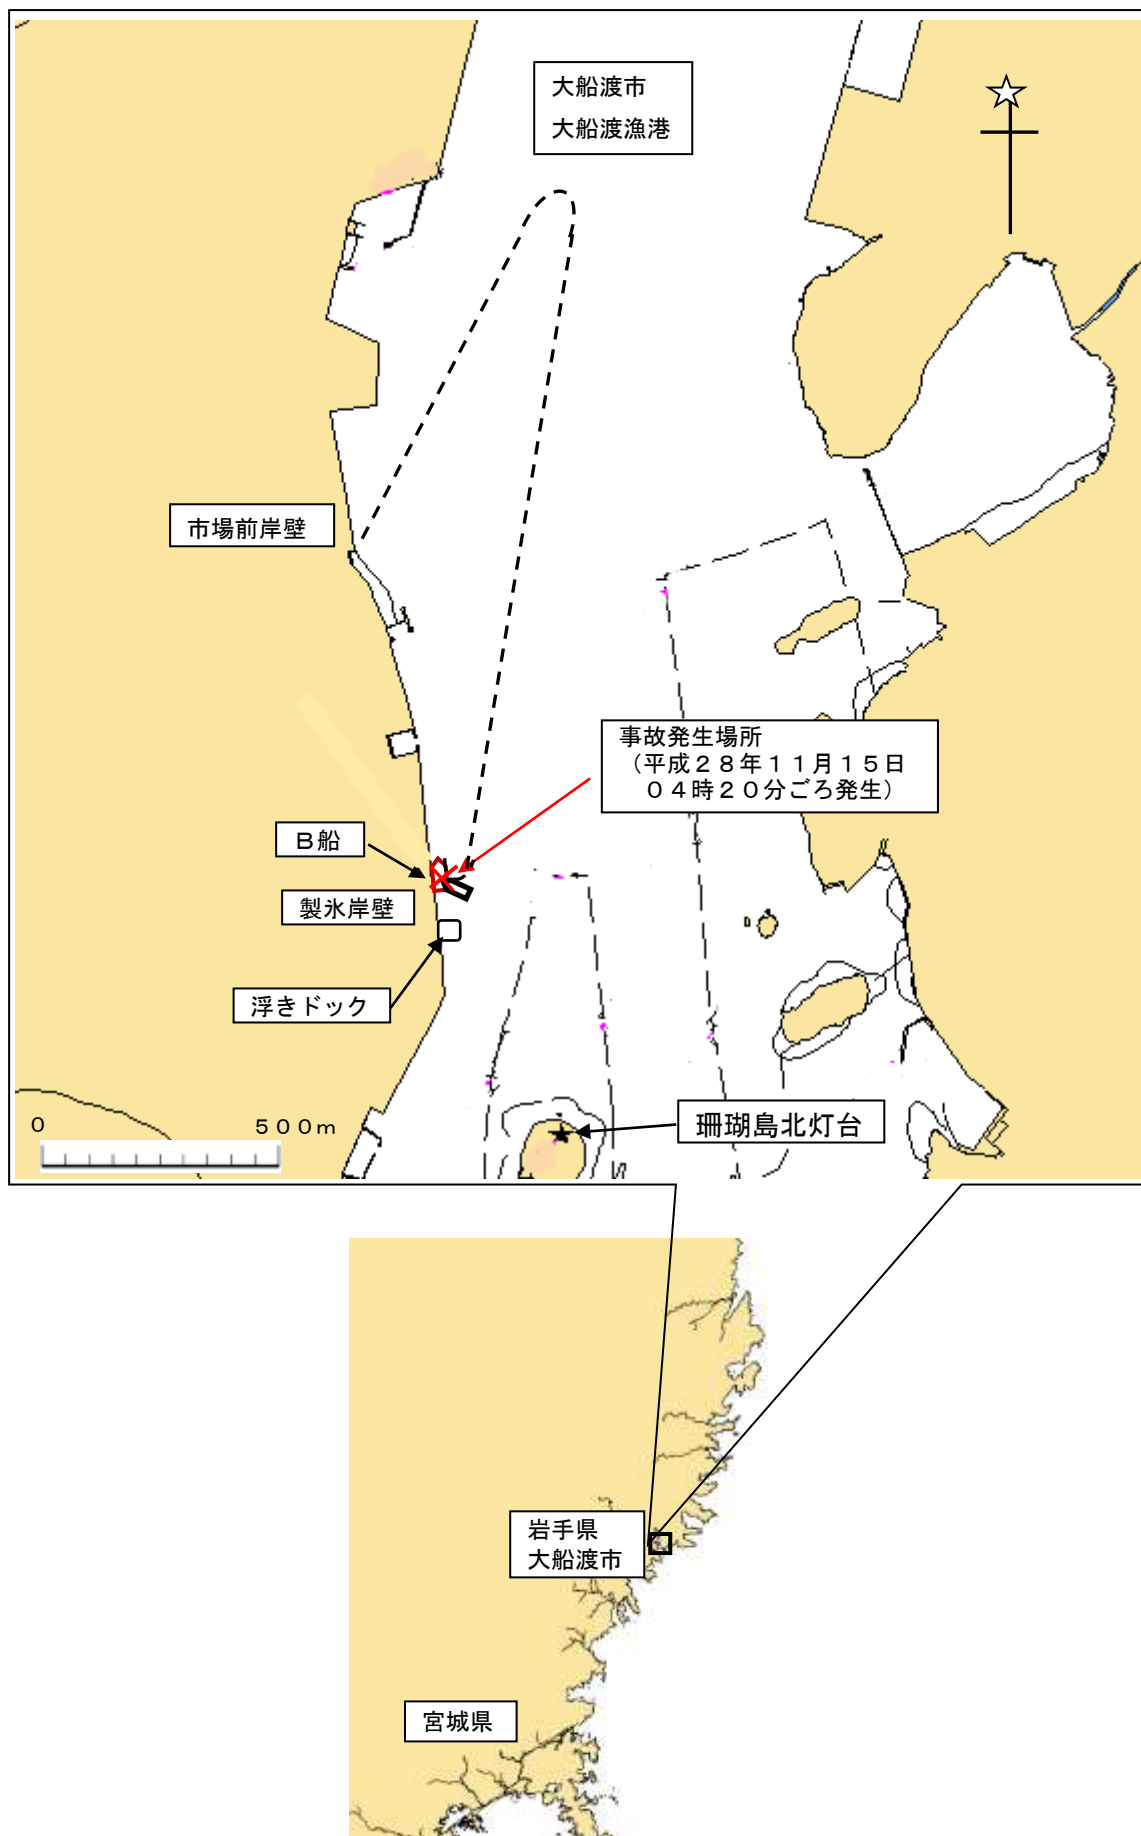 大船渡市
大船渡漁港
市場前岸壁
事故発生場所
（平成２８年１１月１５日
０４時２０分ごろ発生）
Ｂ船
製氷岸壁
浮きドック
珊瑚島北灯台
０ ５００ｍ
岩手県
大船渡市
宮城県